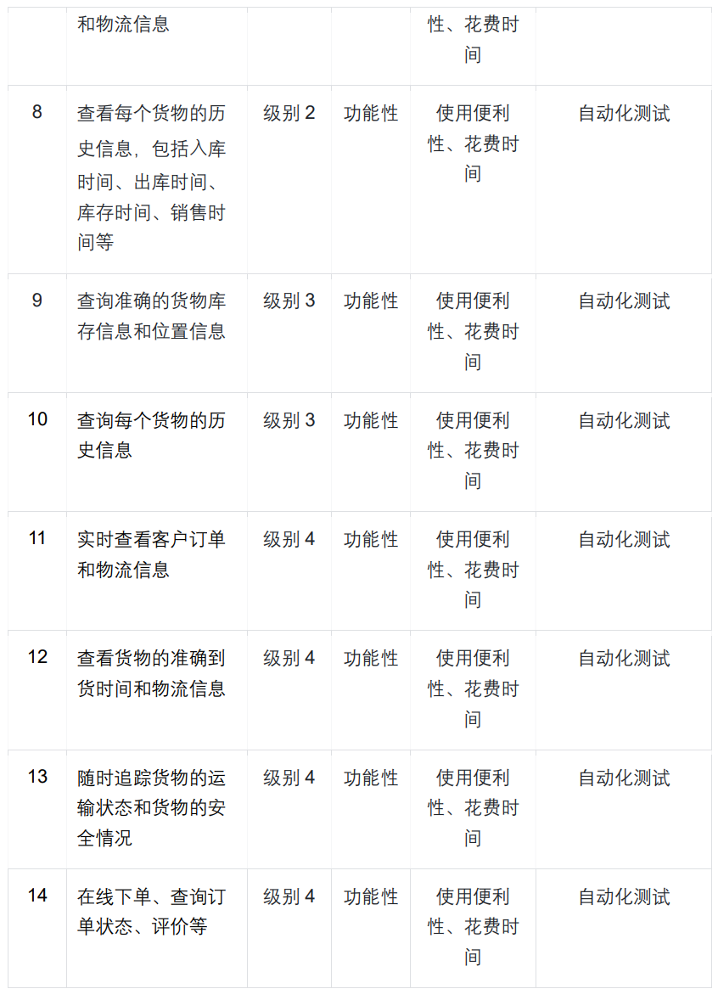 和物流信息 性、花费时
间
8 查看每个货物的历 级别 2 功能性 使用便利 自动化测试
史信息，包括入库 性、花费时
时间、出库时间、 间
库存时间、销售时
间等
9 查询准确的货物库 级别 3 功能性 使用便利 自动化测试
存信息和位置信息 性、花费时
间
10 查询每个货物的历 级别 3 功能性 使用便利 自动化测试
史信息 性、花费时
间
11 实时查看客户订单 级别 4 功能性 使用便利 自动化测试
和物流信息 性、花费时
间
12 查看货物的准确到 级别 4 功能性 使用便利 自动化测试
货时间和物流信息 性、花费时
间
13 随时追踪货物的运 级别 4 功能性 使用便利 自动化测试
输状态和货物的安 性、花费时
全情况 间
14 在线下单、查询订 级别 4 功能性 使用便利 自动化测试
单状态、评价等 性、花费时
间